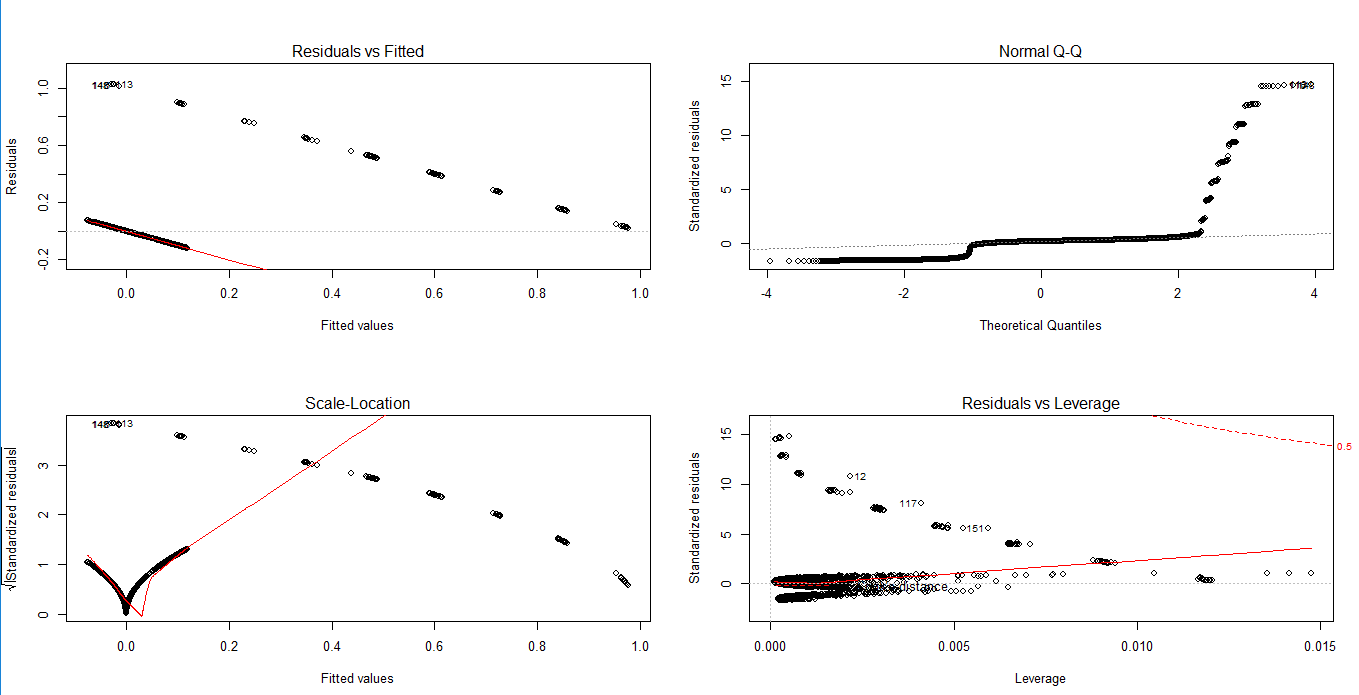 Residuals vs Fitted
Residuals
-0.2 0.2 0.6 1.0
113
0.0 0.2 0.4 0.6 0.8 1.0
Fitted values
Normal Q-Q
Standardized residuals
0 5 10 15
-4 -2 0 2 4
Theoretical Quantiles
Scale-Location
√|Standardized residuals|
0 1 2 3
113
0.0 0.2 0.4 0.6 0.8 1.0
Fitted values
Residuals vs Leverage
Standardized residuals
0 5 10 15
12
117
151
distance
0.5
0.000 0.005 0.010 0.015
Leverage